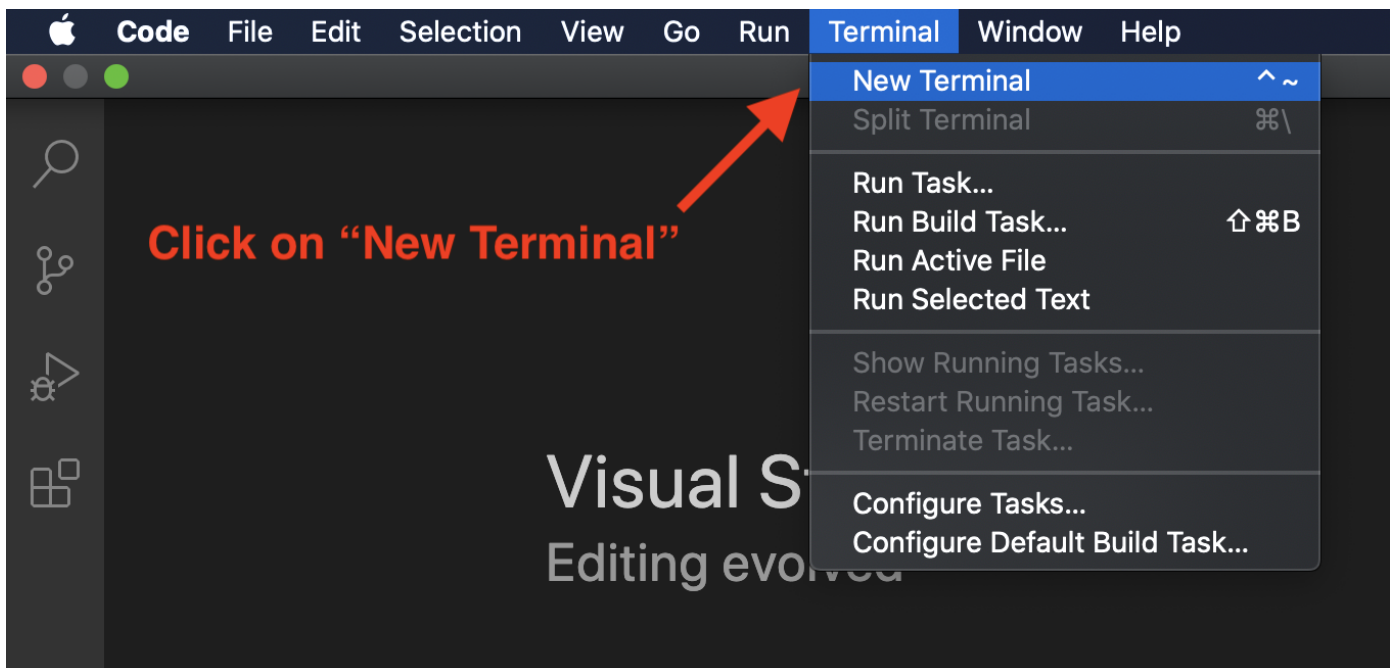 Code File Edit Selection View Go Run Terminal Window Help
New Terminal ^ ~
Split Terminal ⌘\
Run Task...
Run Build Task... ⇧⌘B
Run Active File
Run Selected Text
Show Running Tasks...
Restart Running Task...
Terminate Task...
Configure Tasks...
Configure Default Build Task...
Click on “New Terminal”
Visual S
Editing evolved